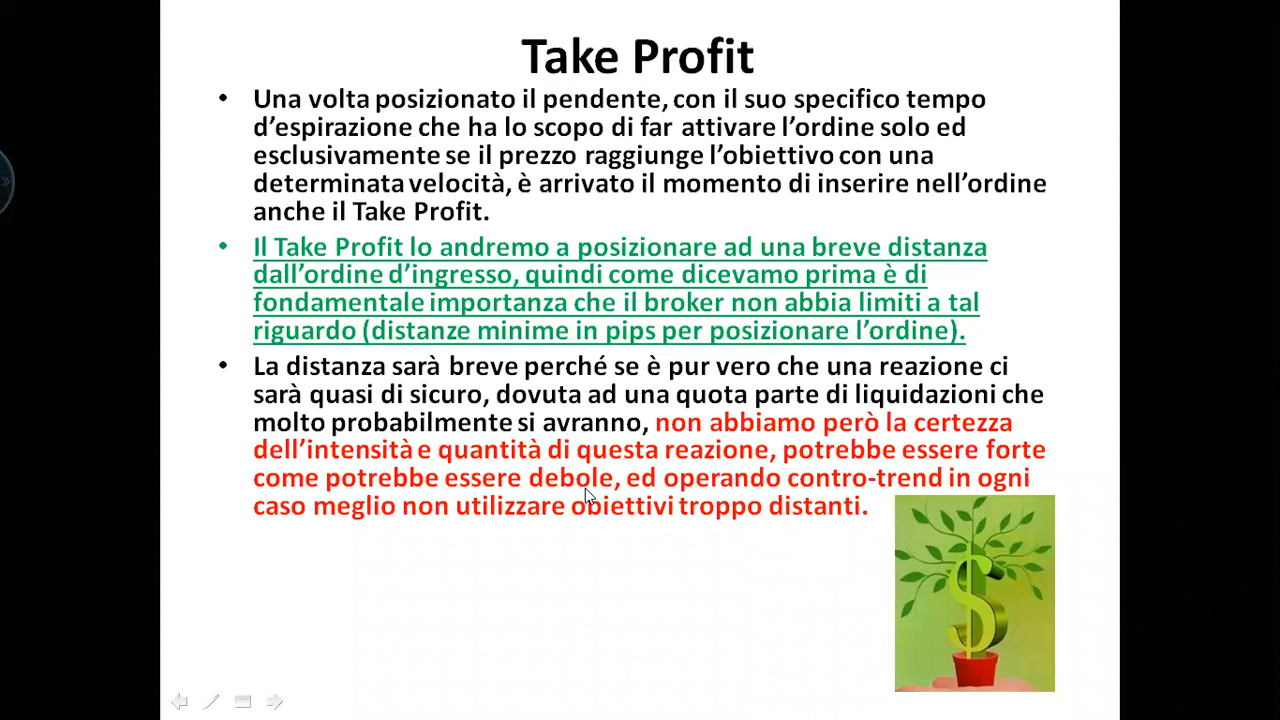 Take Profit
• Una volta posizionato il pendente, con il suo specifico tempo
d’espirazione che ha lo scopo di far attivare l’ordine solo ed
esclusivamente se il prezzo raggiunge l’obiettivo con una
determinata velocità, è arrivato il momento di inserire nell’ordine
anche il Take Profit.
• Il Take Profit lo andremo a posizionare ad una breve distanza
dall’ordine d’ingresso, quindi come dicevamo prima è di
fondamentale importanza che il broker non abbia limiti a tal
riguardo (distanze minime in pips per posizionare l’ordine).
• La distanza sarà breve perché se è pur vero che una reazione ci
sarà quasi di sicuro, dovuta ad una quota parte di liquidazioni che
molto probabilmente si avranno, non abbiamo però la certezza
dell’intensità e quantità di questa reazione, potrebbe essere forte
come potrebbe essere debole, ed operando contro-trend in ogni
caso meglio non utilizzare obiettivi troppo distanti.
$